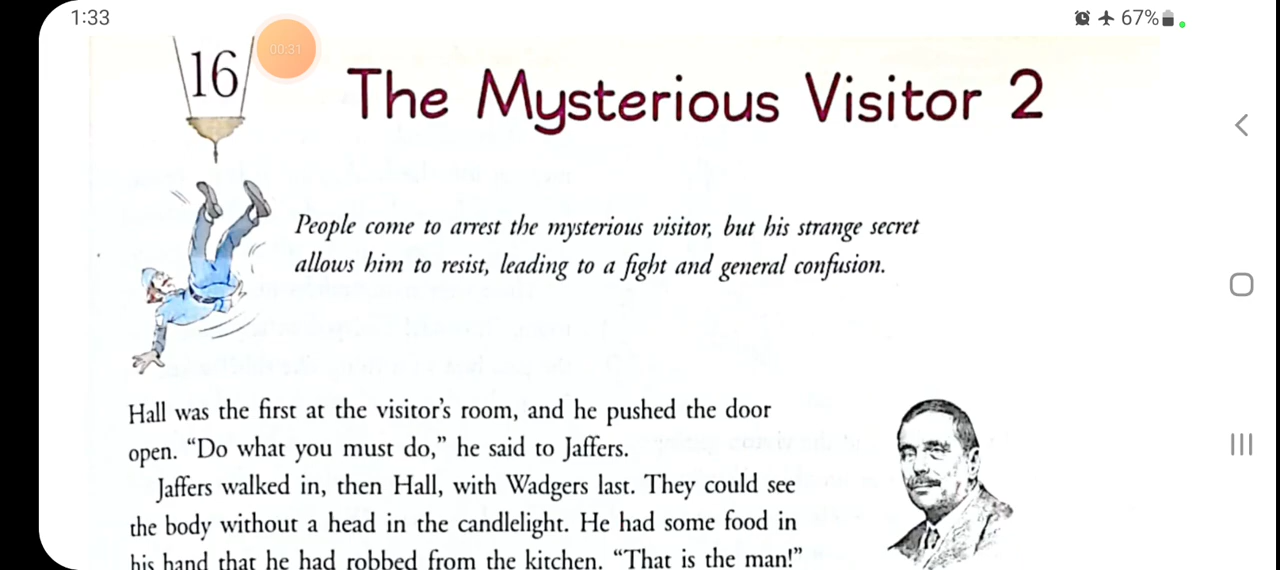 1:33
67%
16
00:31
The Mysterious Visitor 2
People come to arrest the mysterious visitor, but his strange secret
allows him to resist, leading to a fight and general confusion.
Hall was the first at the visitor's room, and he pushed the door
open. “Do what you must do,” he said to Jaffers.
Jaffers walked in, then Hall, with Wadgers last. They could see
the body without a head in the candlelight. He had some food in
his hand that he had robbed from the kitchen. “That is the man!”